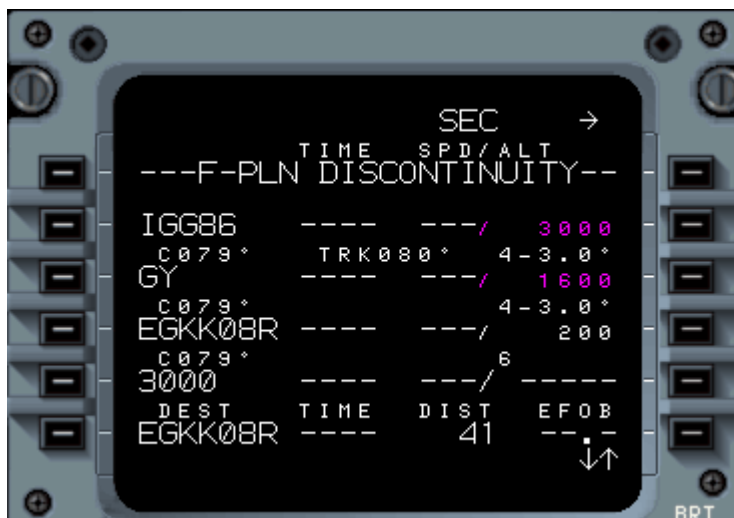 SEC →
TIME SPD/ALT
---F-PLN DISCONTINUITY--
IGG86 ---- ---/ 3000
C079° TRK080° 4-3.0°
GY ---- ---/ 1600
C079° 4-3.0°
EGKK08R ---- ---/ 200
C079° 6
3000 ---- ---/ -----
DEST TIME DIST EFOB
EGKK08R ---- 41 --.-
↓↑
BRT